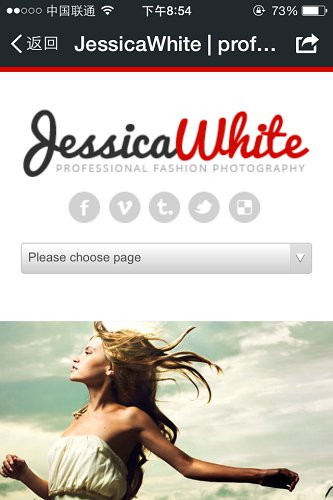 中国联通 下午8:54 73%
返回 JessicaWhite | prof...
JessicaWhite
PROFESSIONAL FASHION PHOTOGRAPHY
f v t.
Please choose page